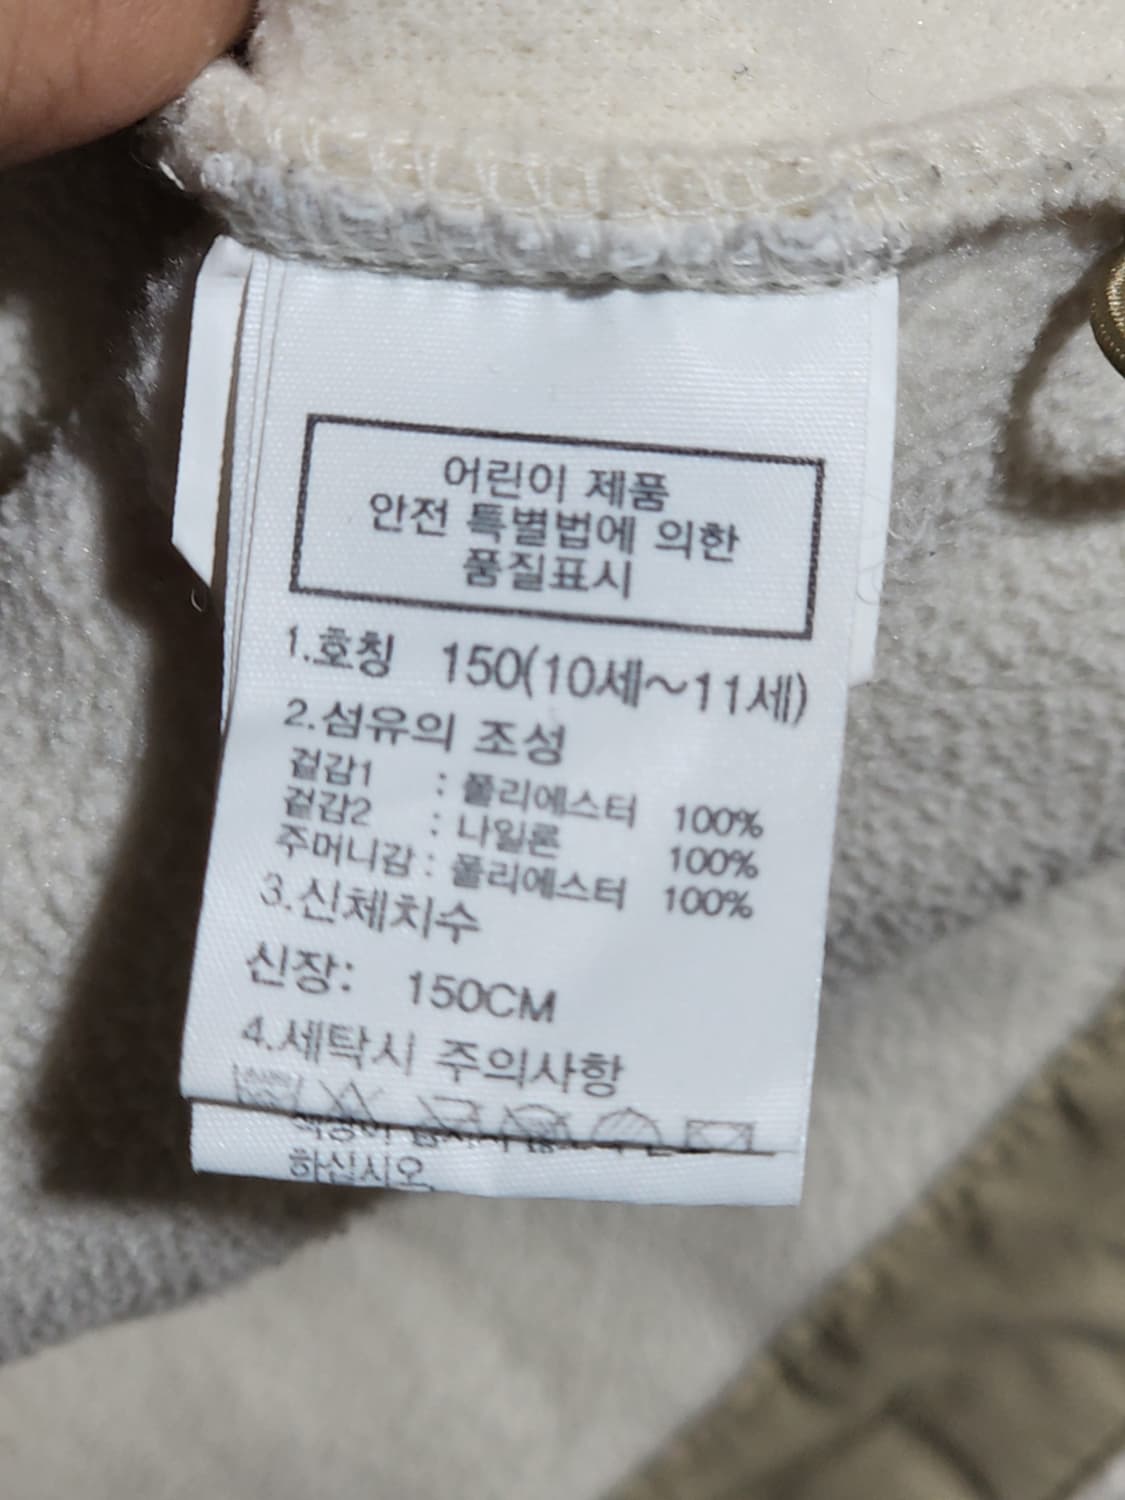 어린이 제품
안전 특별법에 의한
품질표시
1.호칭 150(10세~11세)
2.섬유의 조성
겉감1 : 폴리에스터 100%
겉감2 : 나일론 100%
주머니감 : 폴리에스터 100%
3.신체치수
신장: 150CM
4.세탁시 주의사항
하십시오.